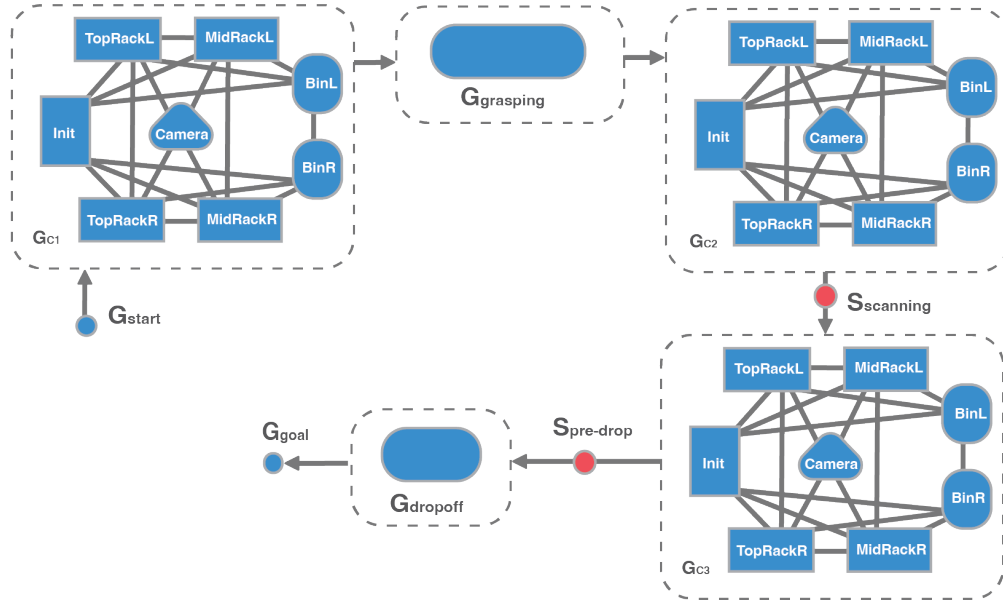 TopRackL
MidRackL
BinL
Init
Camera
BinR
TopRackR
MidRackR
GC1
Ggrasping
TopRackL
MidRackL
BinL
Init
Camera
BinR
TopRackR
MidRackR
GC2
Gstart
Sscanning
TopRackL
MidRackL
BinL
Init
Camera
BinR
TopRackR
MidRackR
GC3
Spre-drop
Gdropoff
Ggoal